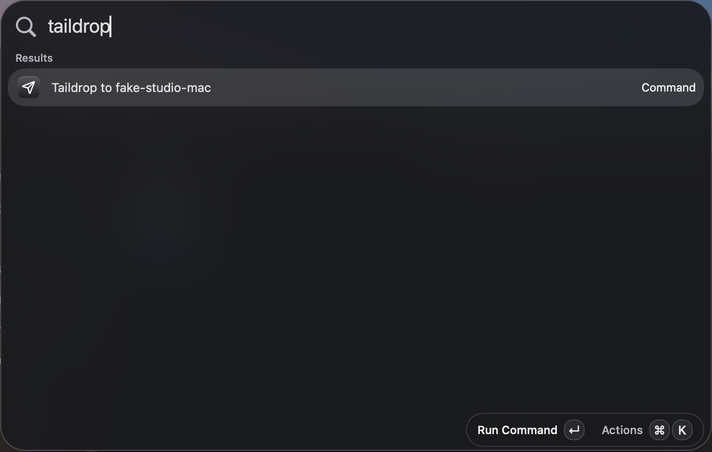 taildrop
Results
Taildrop to fake-studio-mac Command
Run Command ↵ Actions ⌘ K